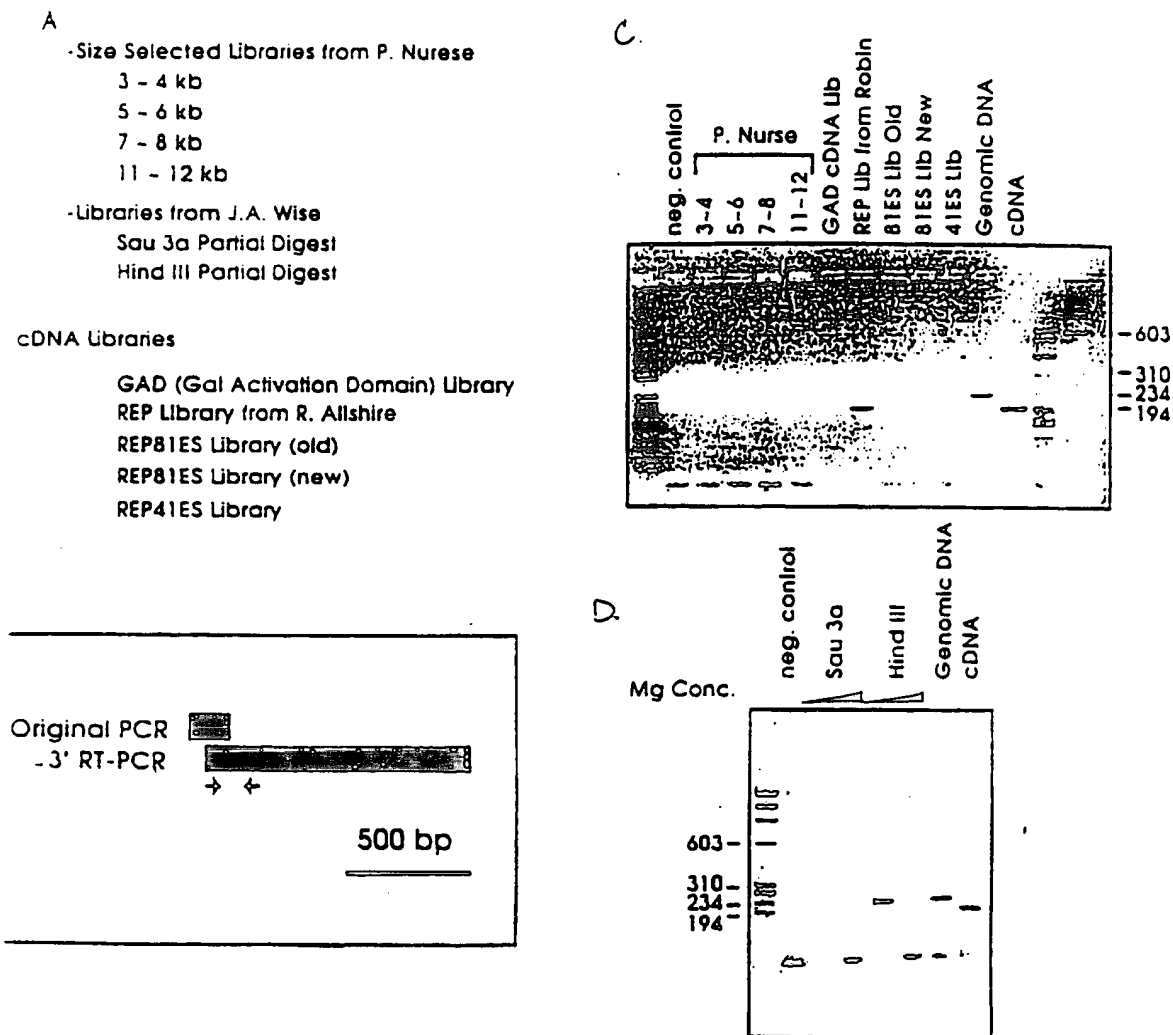 A
-Size Selected Libraries from P. Nurese
3 - 4 kb
5 - 6 kb
7 - 8 kb
11 - 12 kb
-Libraries from J.A. Wise
Sau 3a Partial Digest
Hind III Partial Digest
cDNA Libraries
GAD (Gal Activation Domain) Library
REP Library from R. Allshire
REP81ES Library (old)
REP81ES Library (new)
REP41ES Library
Original PCR
3' RT-PCR
500 bp
C.
neg. control
P. Nurse
3-4
5-6
7-8
11-12
GAD cDNA Lib
REP Lib from Robin
81ES Lib Old
81ES Lib New
41ES Lib
Genomic DNA
cDNA
603
310
234
194
D.
neg. control
Sau 3a
Hind III
Genomic DNA
cDNA
Mg Conc.
603
310
234
194